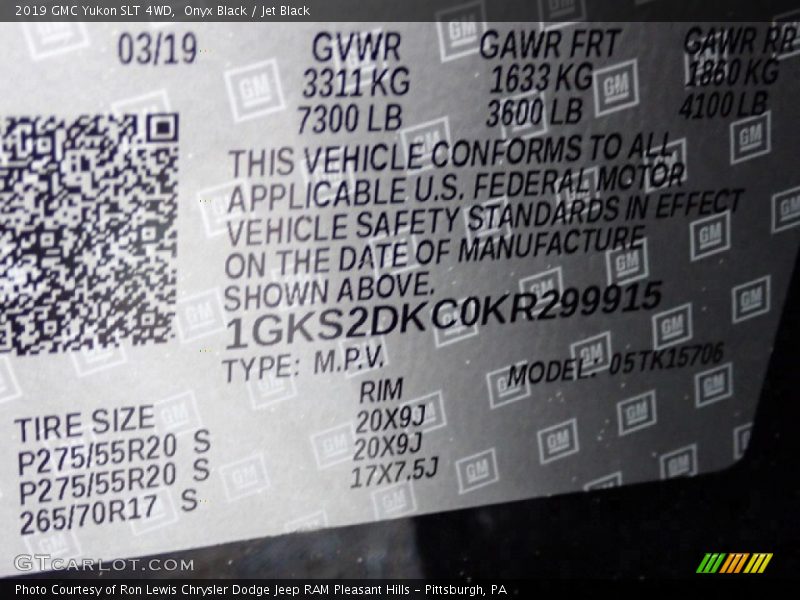 2019 GMC Yukon SLT 4WD, Onyx Black / Jet Black
03/19 GVWR GAWR FRT GAWR RR
3311 KG 1633 KG 1860 KG
7300 LB 3600 LB 4100 LB
THIS VEHICLE CONFORMS TO ALL
APPLICABLE U.S. FEDERAL MOTOR
VEHICLE SAFETY STANDARDS IN EFFECT
ON THE DATE OF MANUFACTURE
SHOWN ABOVE.
1GKS2DKC0KR299915
TYPE: M.P.V. MODEL: 05TK15706
TIRE SIZE RIM
P275/55R20 S 20X9J
P275/55R20 S 20X9J
265/70R17 S 17X7.5J
GTCARLOT.COM
Photo Courtesy of Ron Lewis Chrysler Dodge Jeep RAM Pleasant Hills - Pittsburgh, PA